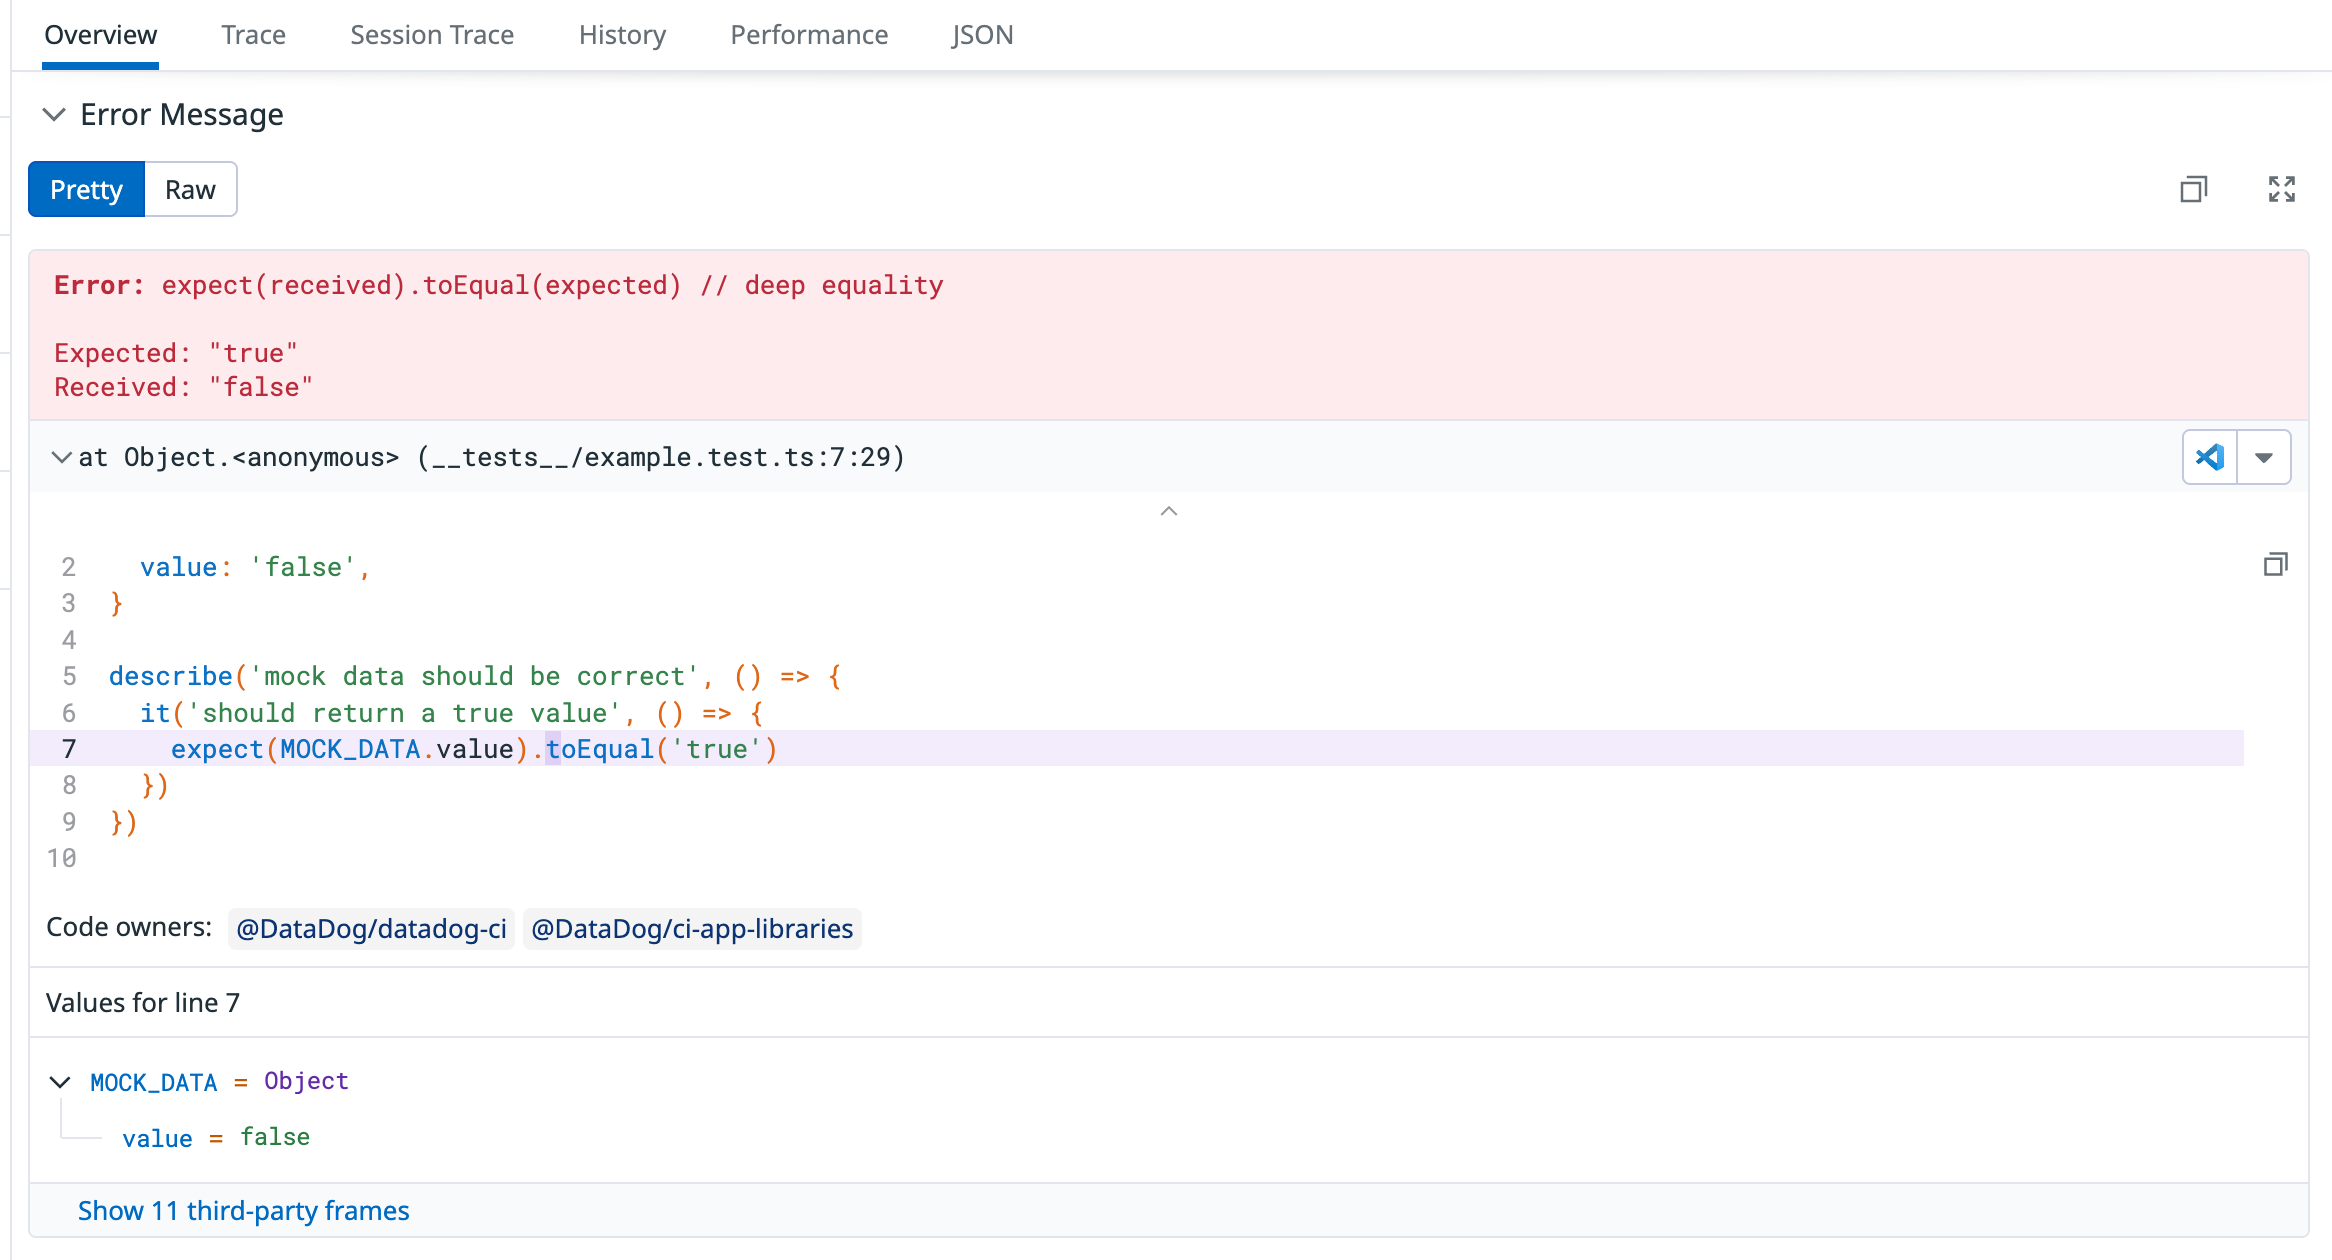 Overview Trace Session Trace History Performance JSON
Error Message
Pretty Raw
Error: expect(received).toEqual(expected) // deep equality
Expected: "true"
Received: "false"
at Object.<anonymous> (__tests__/example.test.ts:7:29)
2   value: 'false',
3 }
4
5 describe('mock data should be correct', () => {
6   it('should return a true value', () => {
7     expect(MOCK_DATA.value).toEqual('true')
8   })
9 })
10
Code owners: @DataDog/datadog-ci @DataDog/ci-app-libraries
Values for line 7
MOCK_DATA = Object
value = false
Show 11 third-party frames